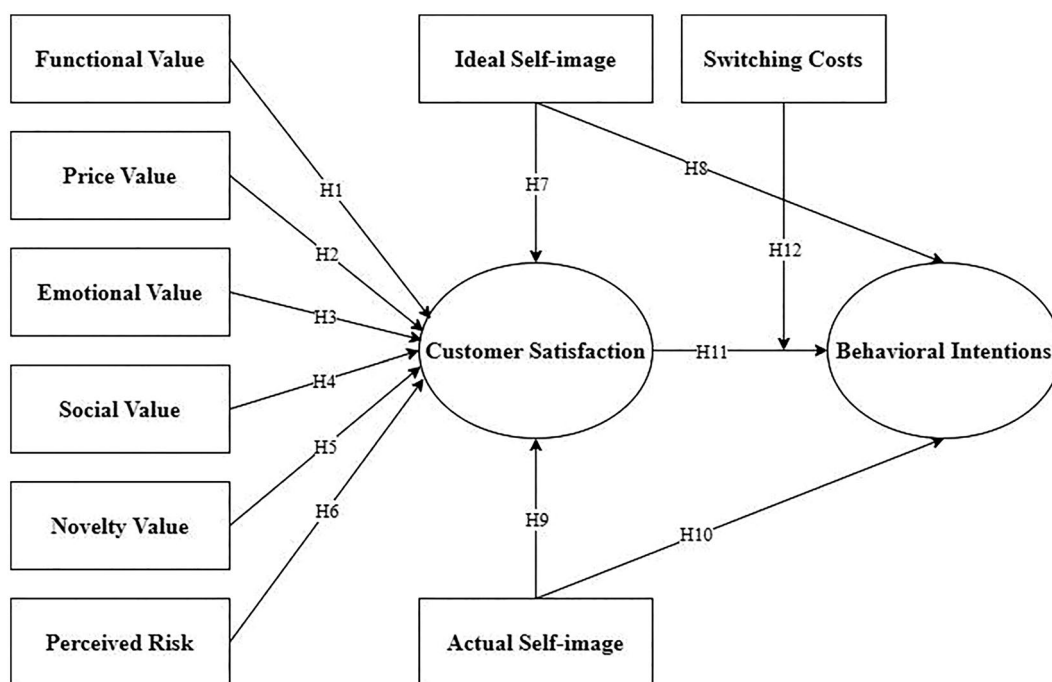 Functional Value
Ideal Self-image
Switching Costs
Price Value
H1
H7
H8
H2
H12
Emotional Value
H3
Customer Satisfaction
H11
Behavioral Intentions
H4
Social Value
H5
H6
H9
H10
Novelty Value
Perceived Risk
Actual Self-image